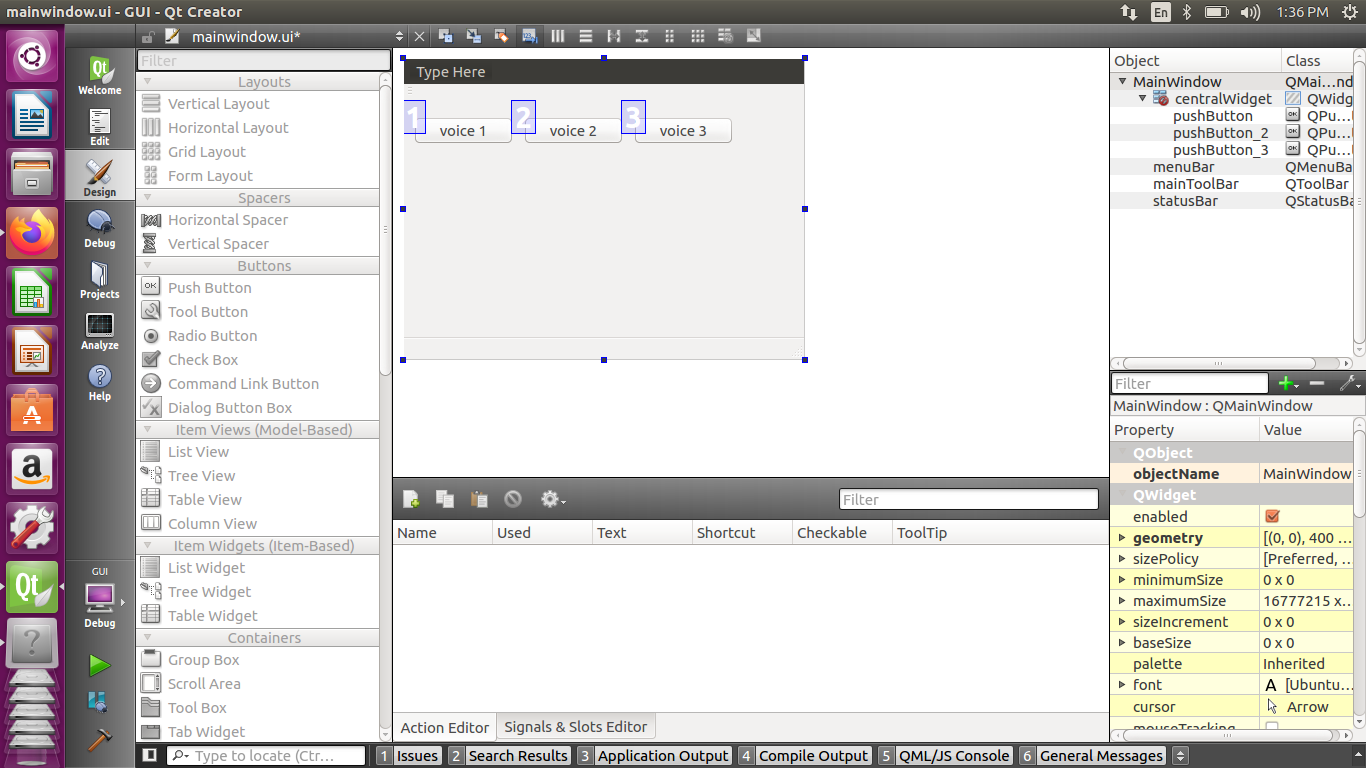 mainwindow.ui - GUI - Qt Creator
En
1:36 PM
mainwindow.ui*
Welcome
Edit
Design
Debug
Projects
Analyze
Help
GUI
Debug
Filter
Layouts
Vertical Layout
Horizontal Layout
Grid Layout
Form Layout
Spacers
Horizontal Spacer
Vertical Spacer
Buttons
OK Push Button
Tool Button
Radio Button
Check Box
Command Link Button
Dialog Button Box
Item Views (Model-Based)
List View
Tree View
Table View
Column View
Item Widgets (Item-Based)
List Widget
Tree Widget
Table Widget
Containers
Group Box
Scroll Area
Tool Box
Tab Widget
Type Here
1 voice 1 2 voice 2 3 voice 3
Filter
Name Used Text Shortcut Checkable ToolTip
Action Editor Signals & Slots Editor
Object Class
MainWindow QMai...nd
centralWidget QWidg
pushButton OK QPu...
pushButton_2 OK QPu...
pushButton_3 OK QPu...
menuBar QMenuBa
mainToolBar QToolBar
statusBar QStatusBa
Filter
MainWindow : QMainWindow
Property Value
QObject
objectName MainWindow
QWidget
enabled
geometry [(0, 0), 400 ...
sizePolicy [Preferred, ...
minimumSize 0 x 0
maximumSize 16777215 x...
sizeIncrement 0 x 0
baseSize 0 x 0
palette Inherited
font A [Ubuntu...
cursor Arrow
mouseTracking
Type to locate (Ctr...
1 Issues 2 Search Results 3 Application Output 4 Compile Output 5 QML/JS Console 6 General Messages